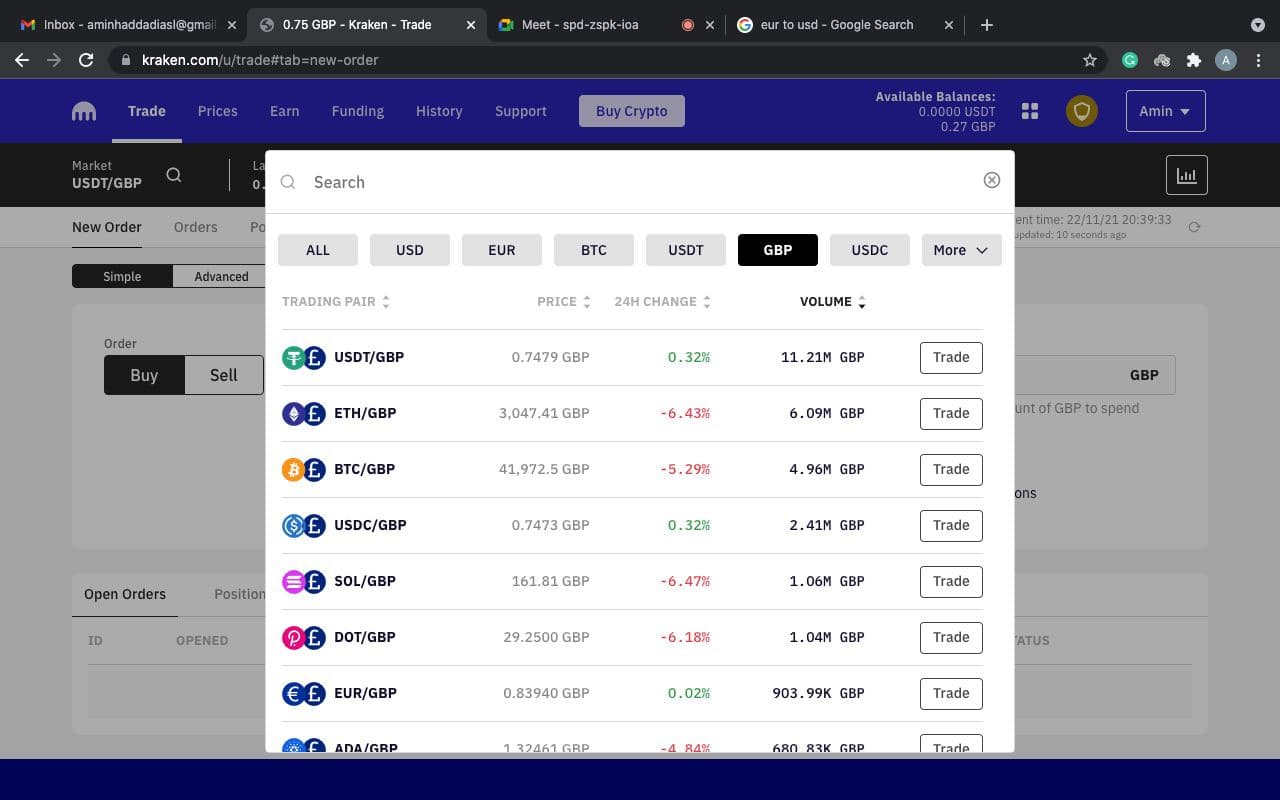 Inbox - aminhaddadiasl@gmai
0.75 GBP - Kraken - Trade
Meet - spd-zspk-ioa
eur to usd - Google Search
kraken.com/u/trade#tab=new-order
A
Trade
Prices
Earn
Funding
History
Support
Buy Crypto
Available Balances:
0.0000 USDT
0.27 GBP
Amin
Market
USDT/GBP
La
0.
Search
New Order
Orders
Po
ent time: 22/11/21 20:39:33
updated: 10 seconds ago
ALL USD EUR BTC USDT GBP USDC More
Simple
Advanced
TRADING PAIR PRICE 24H CHANGE VOLUME
Order
Buy
Sell
GBP
unt of GBP to spend
ons
USDT/GBP 0.7479 GBP 0.32% 11.21M GBP Trade
ETH/GBP 3,047.41 GBP -6.43% 6.09M GBP Trade
BTC/GBP 41,972.5 GBP -5.29% 4.96M GBP Trade
USDC/GBP 0.7473 GBP 0.32% 2.41M GBP Trade
SOL/GBP 161.81 GBP -6.47% 1.06M GBP Trade
DOT/GBP 29.2500 GBP -6.18% 1.04M GBP Trade
EUR/GBP 0.83940 GBP 0.02% 903.99K GBP Trade
ADA/GBP 1.32461 GBP -4.84% 680.83K GBP Trade
Open Orders
Position
ID
OPENED
TATUS